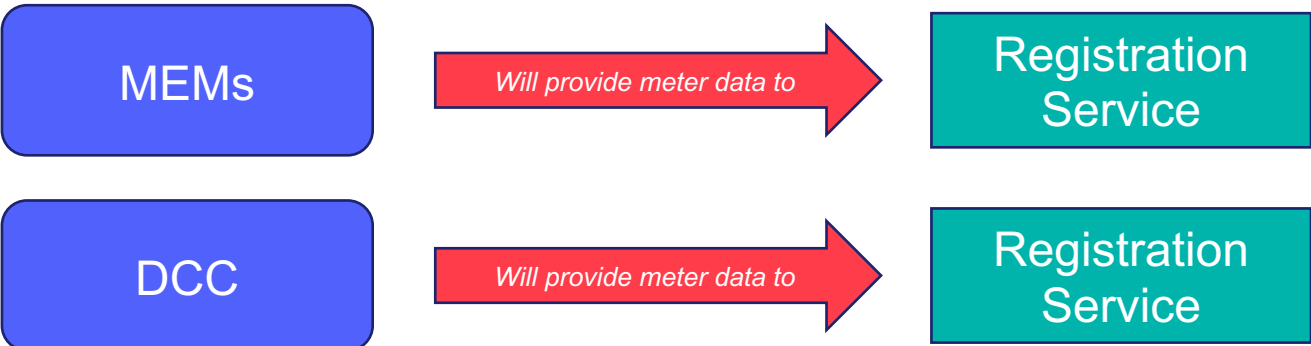 MEMs
Will provide meter data to
Registration
Service
DCC
Will provide meter data to
Registration
Service